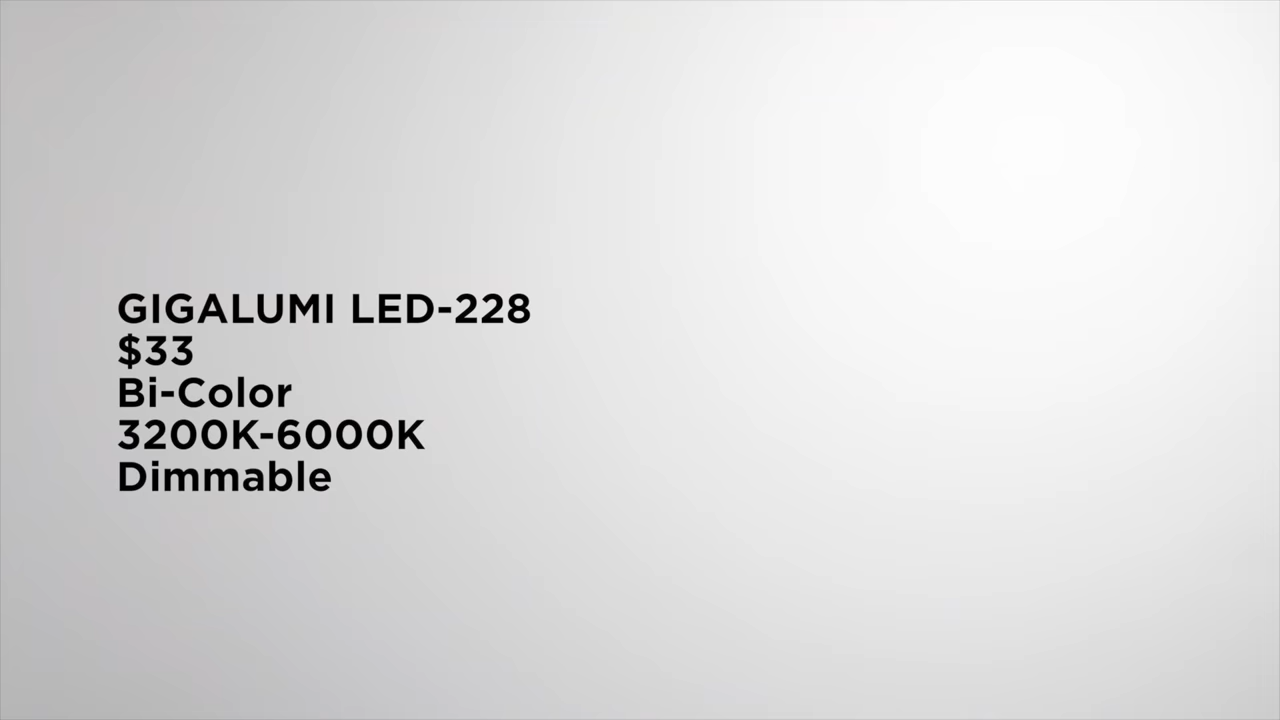 GIGALUMI LED-228
$33
Bi-Color
3200K-6000K
Dimmable